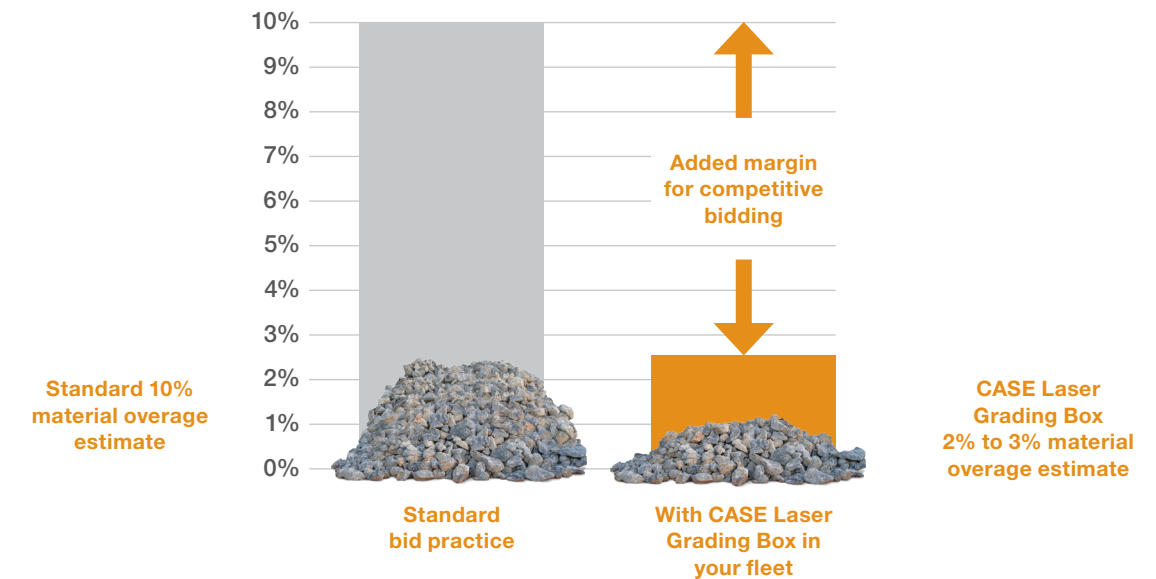 10%
9%
8%
7%
6%
5%
4%
3%
2%
1%
0%
Added margin
for competitive
bidding
Standard 10%
material overage
estimate
CASE Laser
Grading Box
2% to 3% material
overage estimate
Standard
bid practice
With CASE Laser
Grading Box in
your fleet